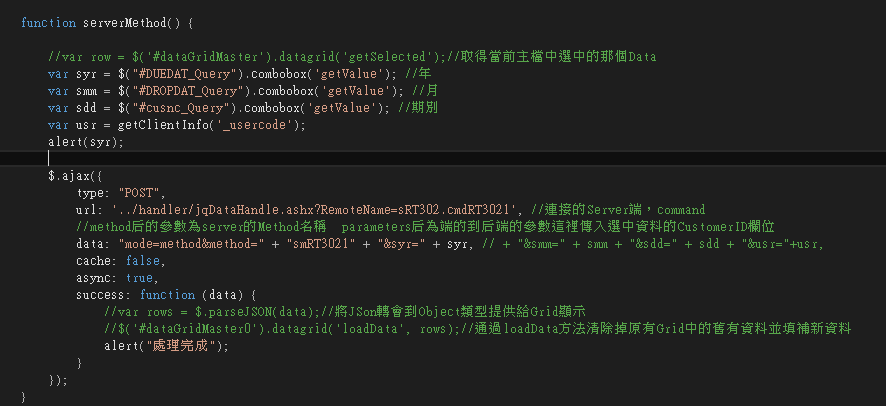 function serverMethod() {
//var row = $('#dataGridMaster').datagrid('getSelected');//取得當前主檔中選中的那個Data
var syr = $("#DUEDAT_Query").combobox('getValue'); //年
var smm = $("#DROPDAT_Query").combobox('getValue'); //月
var sdd = $("#cusnc_Query").combobox('getValue'); //期別
var usr = getClientInfo('_usercode');
alert(syr);
$.ajax({
type: "POST",
url: '../handler/jqDataHandle.ashx?RemoteName=sRT302.cmdRT3021', //連接的Server端，command
//method后的參數為server的Method名稱 parameters后為端的到后端的參數這裡傳入選中資料的CustomerID欄位
data: "mode=method&method=" + "smRT3021" + "&syr=" + syr, // + "&smm=" + smm + "&sdd=" + sdd + "&usr="+usr,
cache: false,
async: true,
success: function (data) {
//var rows = $.parseJSON(data);//將JSon轉會到Object類型提供給Grid顯示
//$('#dataGridMaster0').datagrid('loadData', rows);//通過loadData方法清除掉原有Grid中的舊有資料並填補新資料
alert("處理完成");
}
});
}